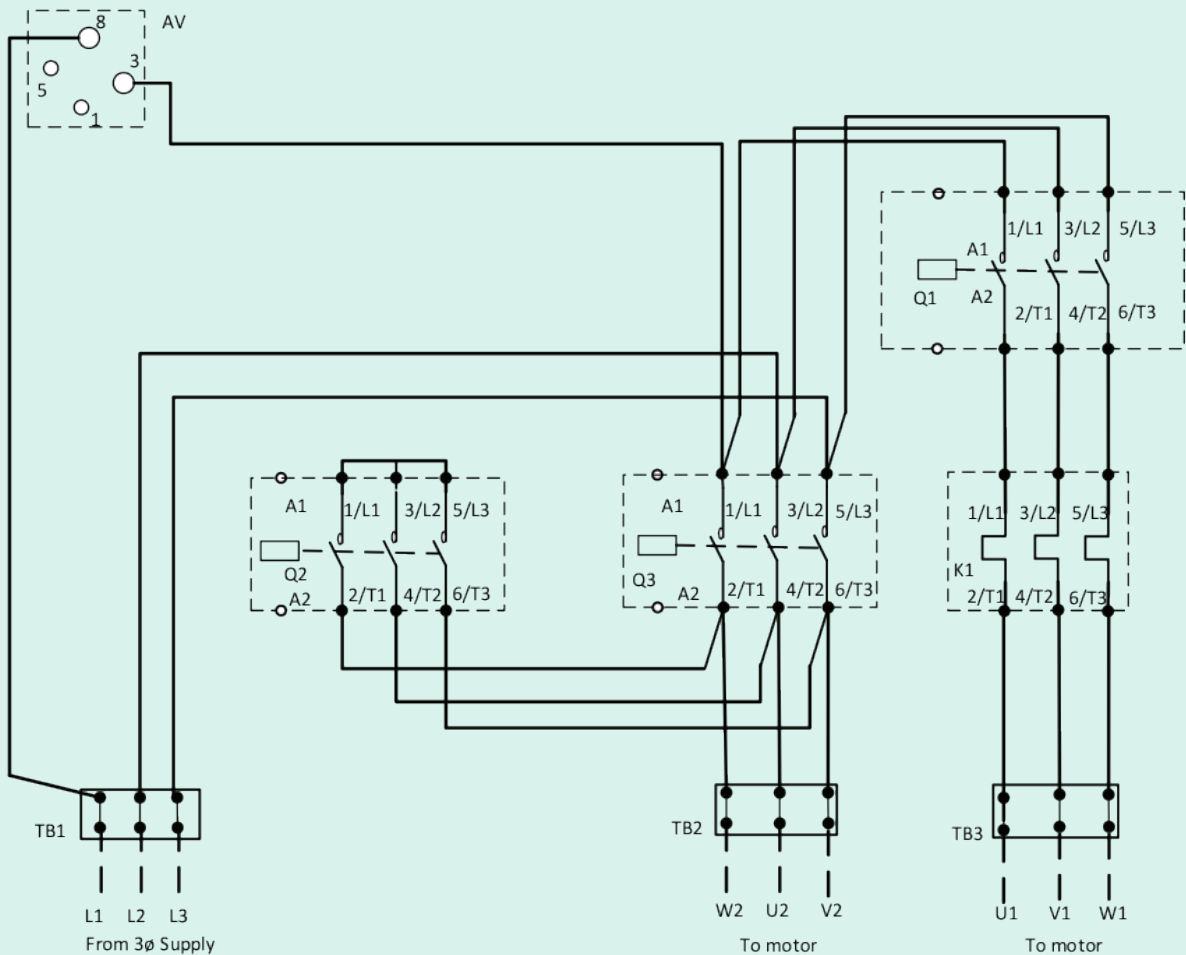 8 AV
3
5
1
1/L1 3/L2 5/L3
A1
Q1 A2
2/T1 4/T2 6/T3
A1 1/L1 3/L2 5/L3
Q2
A2 2/T1 4/T2 6/T3
A1 1/L1 3/L2 5/L3
Q3
A2 2/T1 4/T2 6/T3
1/L1 3/L2 5/L3
K1
2/T1 4/T2 6/T3
TB1
TB2
TB3
L1 L2 L3
From 3ø Supply
W2 U2 V2
To motor
U1 V1 W1
To motor